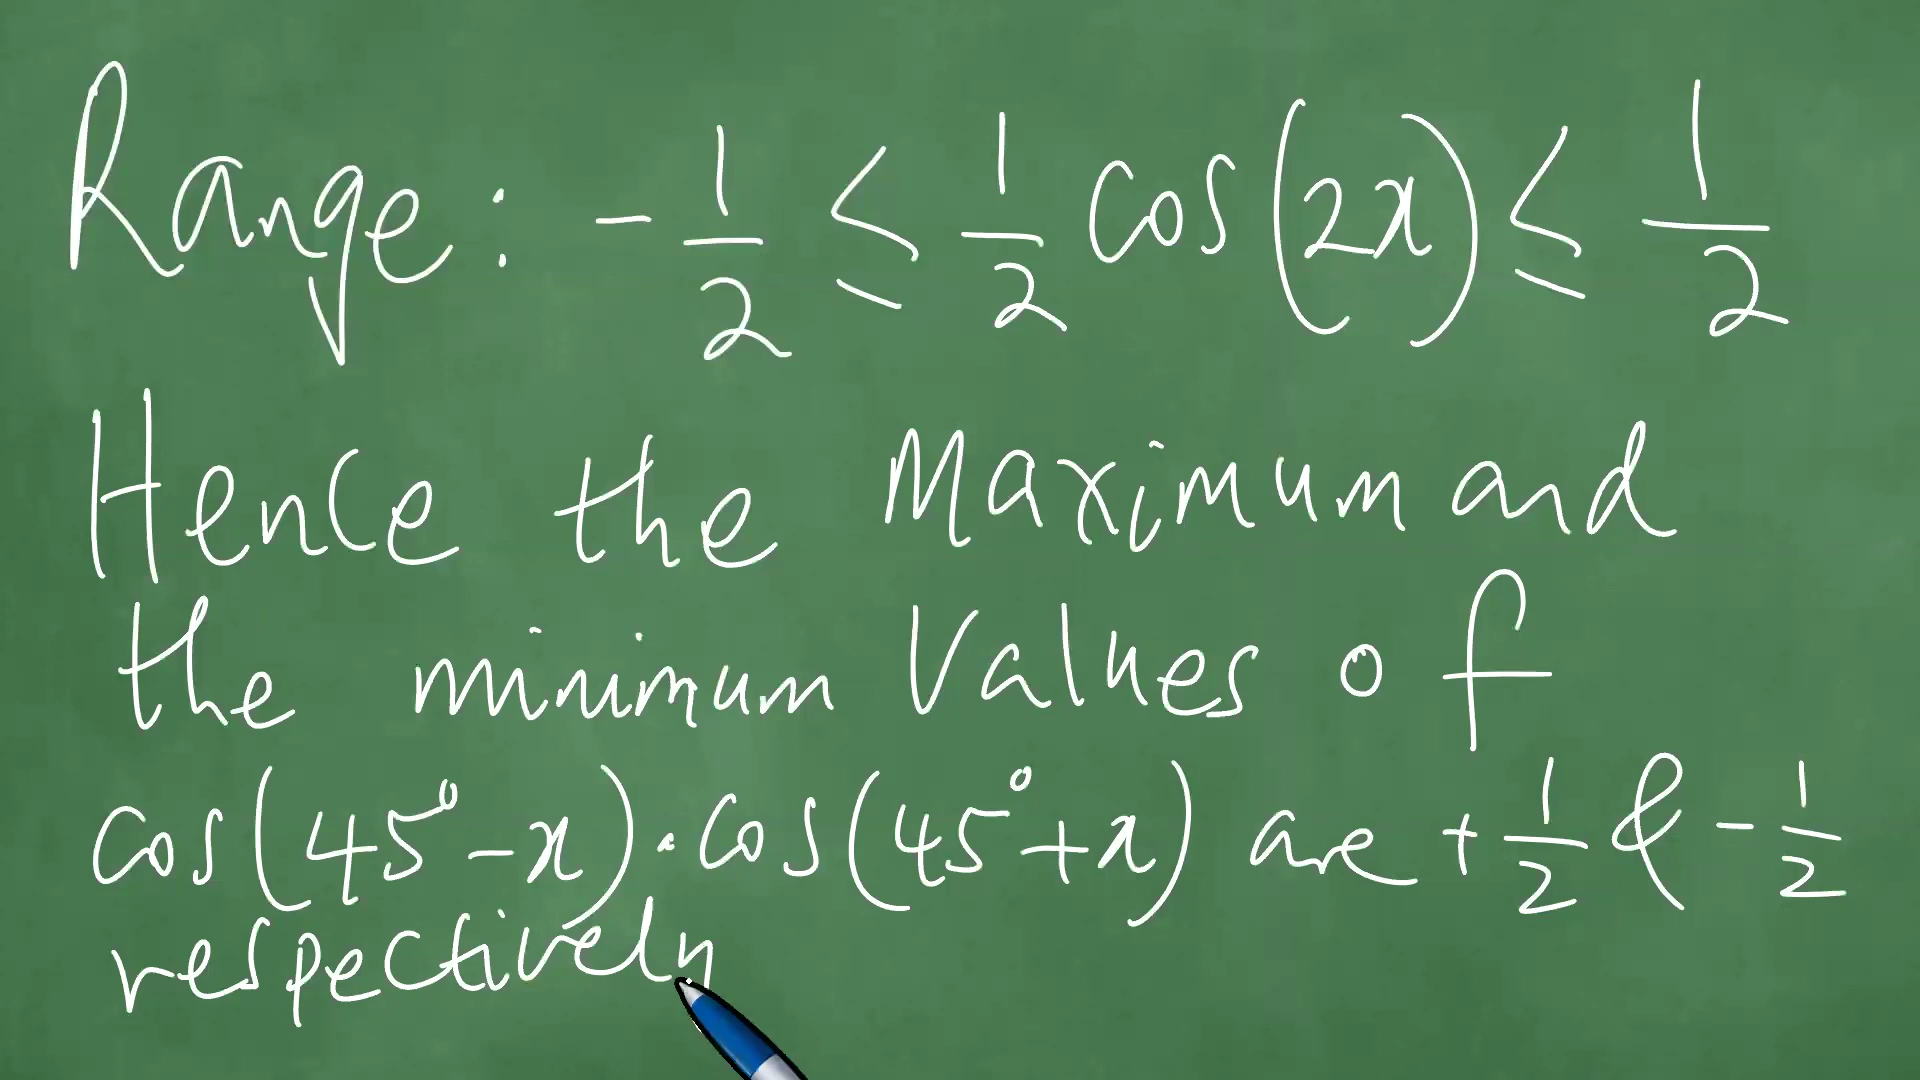 Range: -1/2 ≤ 1/2 cos(2x) ≤ 1/2
Hence the Maximum and
the minimum Values of
cos(45°-x)·cos(45°+x) are +1/2 & -1/2
respectively